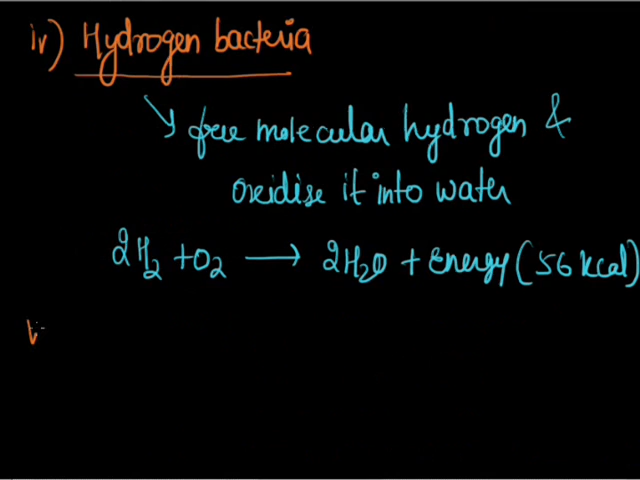 iv) Hydrogen bacteria
↘ free molecular hydrogen &
oxidise it into water
2H₂ + O₂ ⟶ 2H₂O + Energy (56 kcal)